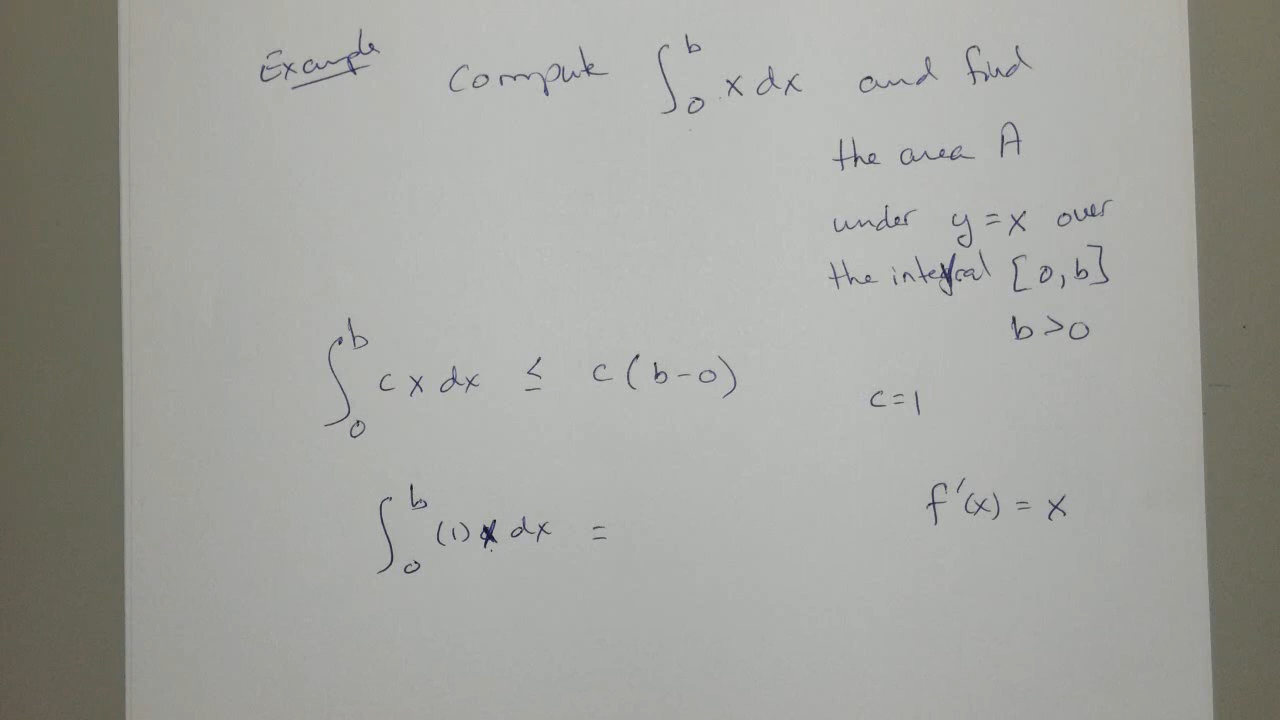 Example Compute ∫₀ᵇ x dx and find
the area A
under y = x over
the integral [0, b]
b > 0
∫₀ᵇ c x dx ≤ c (b - 0)
c = 1
∫₀ᵇ (1) x dx =
f'(x) = x